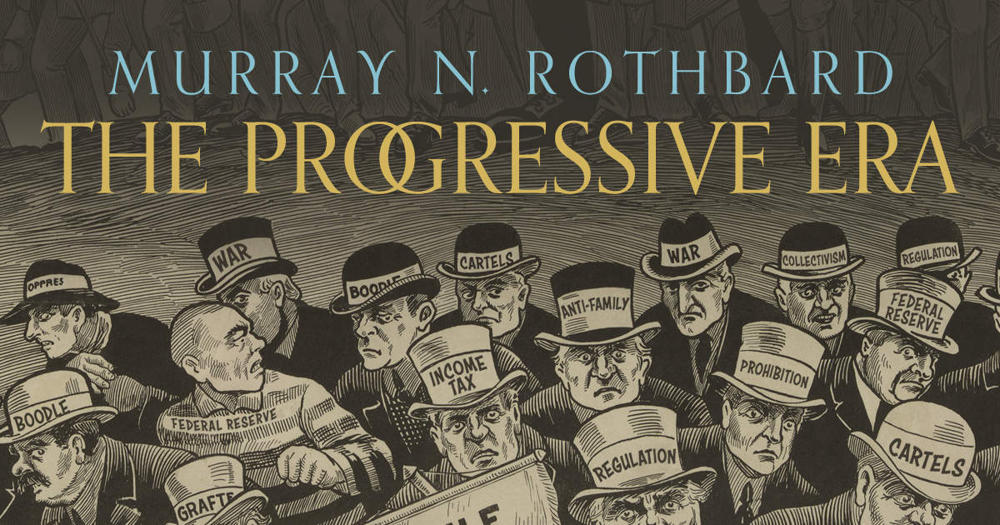 MURRAY N. ROTHBARD
THE PROGRESSIVE ERA
WAR
CARTELS
WAR
COLLECTIVISM
REGULATION
OPPRES
BOODLE
ANTI-FAMILY
FEDERAL
RESERVE
INCOME
TAX
PROHIBITION
BOODLE
FEDERAL RESERVE
REGULATION
CARTELS
GRAFTE